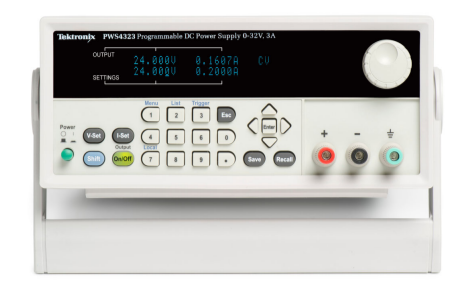 Tektronix PWS4323 Programmable DC Power Supply 0-32V, 3A
OUTPUT 24.000V 0.1607A CV
SETTINGS 24.000V 0.2000A
Menu List Trigger
1 2 3 Esc
Power
V-Set I-Set 4 5 6 0 Enter
Output Local
Shift On/Off 7 8 9 • Save Recall
+ -